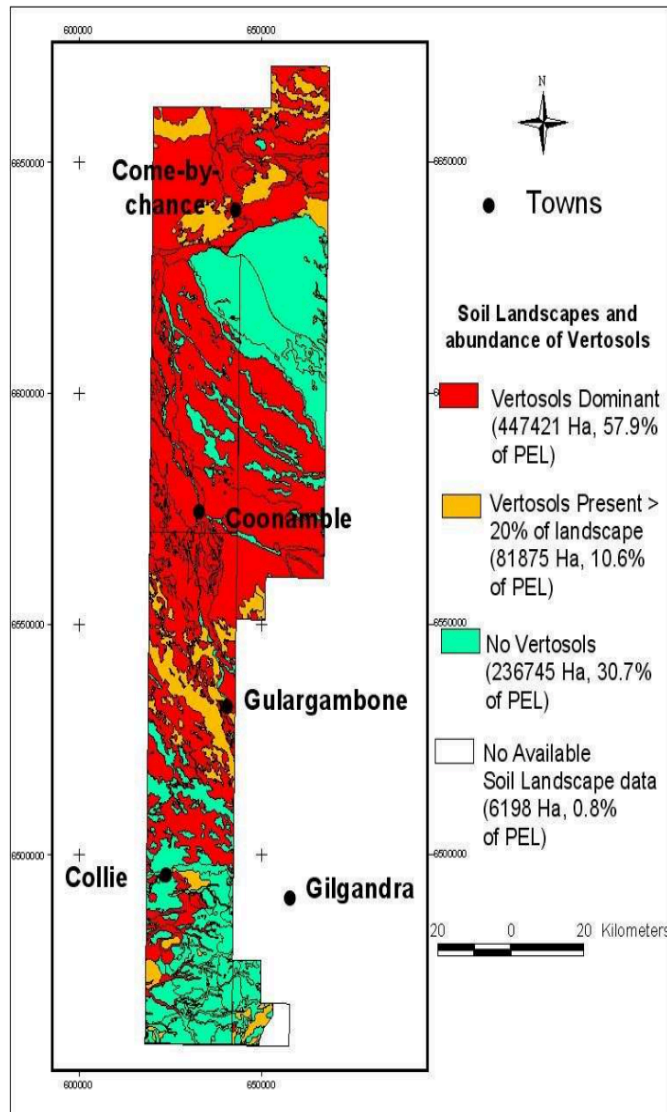 600000
650000
N
6650000
6650000
Come-by-
chance
Towns
Soil Landscapes and
abundance of Vertosols
6600000
6600000
Vertosols Dominant
(447421 Ha, 57.9%
of PEL)
Vertosols Present >
20% of landscape
(81875 Ha, 10.6%
of PEL)
Coonamble
6550000
6550000
No Vertosols
(236745 Ha, 30.7%
of PEL)
Gulargambone
No Available
Soil Landscape data
(6198 Ha, 0.8%
of PEL)
6500000
6500000
Collie
Gilgandra
20 0 20 Kilometers
600000
650000